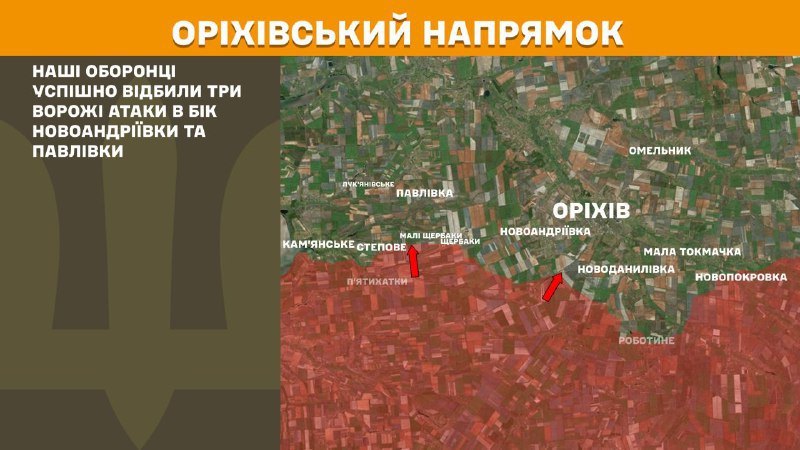 ОРІХІВСЬКИЙ НАПРЯМОК
НАШІ ОБОРОНЦІ
УСПІШНО ВІДБИЛИ ТРИ
ВОРОЖІ АТАКИ В БІК
НОВОАНДРІЇВКИ ТА
ПАВЛІВКИ
ОМЕЛЬНИК
ЛУК'ЯНІВСЬКЕ
ПАВЛІВКА
ОРІХІВ
НОВОАНДРІЇВКА
МАЛІ ЩЕРБАКИ
ЩЕРБАКИ
КАМ'ЯНСЬКЕ
СТЕПОВЕ
МАЛА ТОКМАЧКА
НОВОДАНИЛІВКА
НОВОПОКРОВКА
П'ЯТИХАТКИ
РОБОТИНЕ